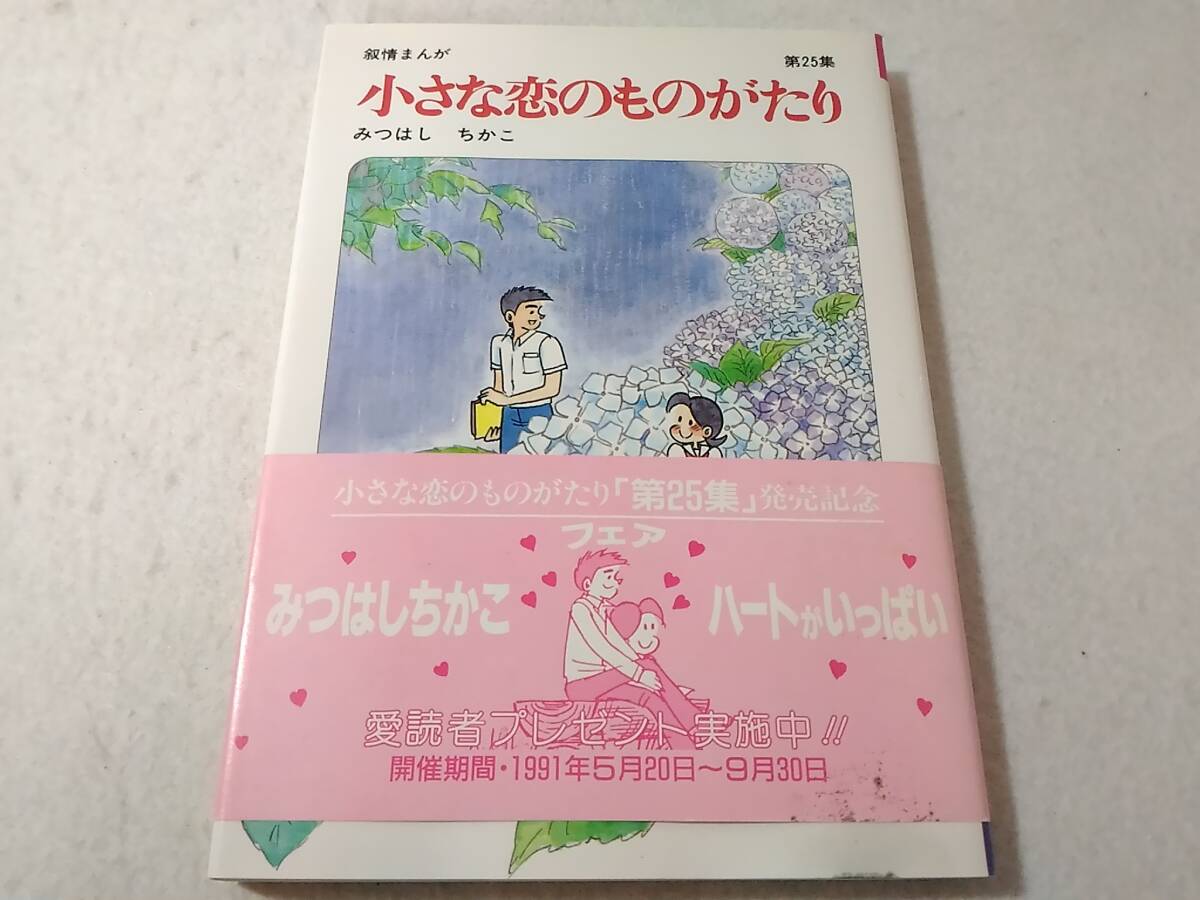 叙情まんが
第25集
小さな恋のものがたり
みつはし ちかこ
小さな恋のものがたり「第25集」発売記念
フェア
みつはしちかこ
ハートがいっぱい
愛読者プレゼント実施中!!
開催期間・1991年5月20日～9月30日